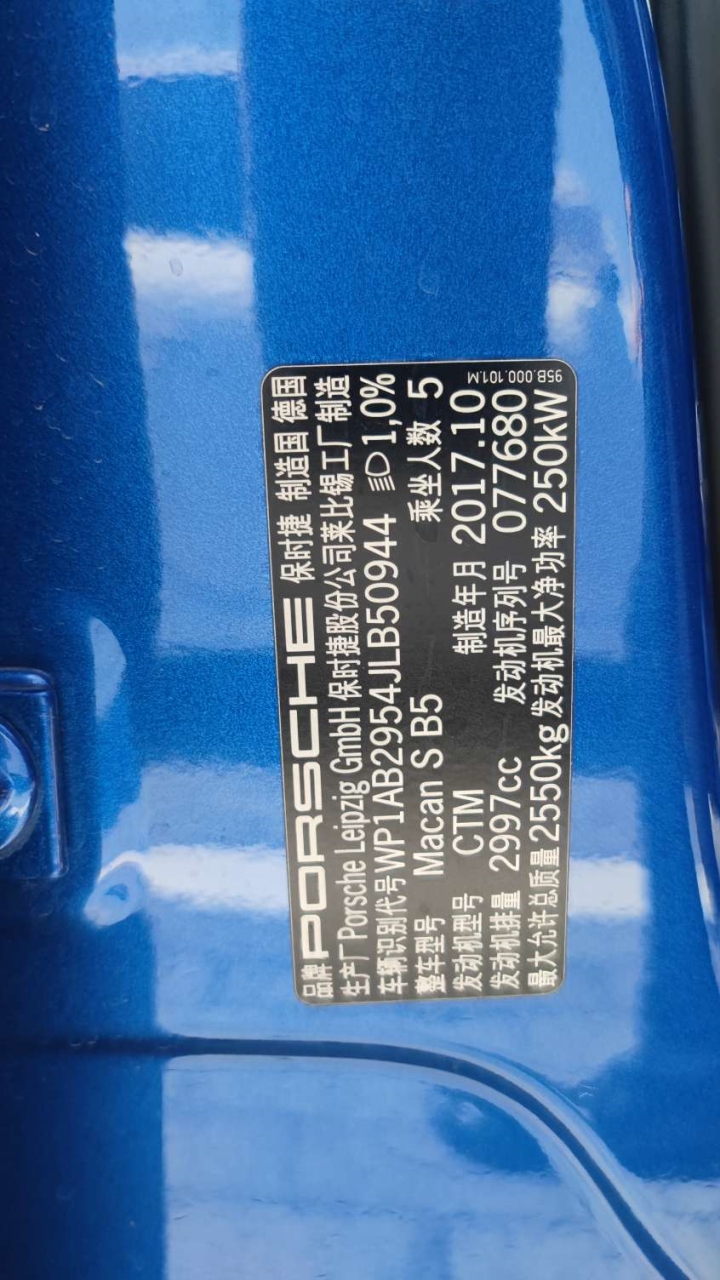 品牌 PORSCHE 保时捷 制造国 德国
生产厂 Porsche Leipzig GmbH 保时捷股份公司莱比锡工厂制造
车辆识别代号 WP1AB2954JLB50944 1,0%
整车型号 Macan S B5 乘坐人数 5
发动机型号 CTM 制造年月 2017.10
发动机排量 2997cc 发动机序列号 077680
最大允许总质量 2550kg 发动机最大净功率 250kW
95B.000.101.M